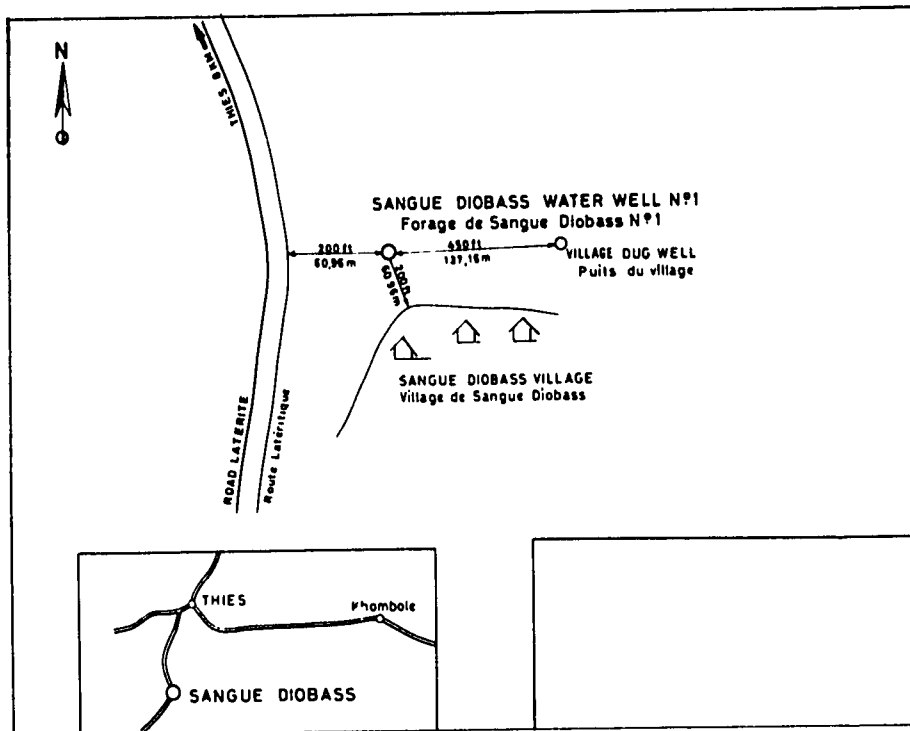 N
THIES 8 KM
SANGUE DIOBASS WATER WELL Nº1
Forage de Sangue Diobass Nº1
200 ft
60,96 m
450 ft
137,16 m
VILLAGE DUG WELL
Puits du village
200 ft
60,96 m
SANGUE DIOBASS VILLAGE
Village de Sangue Diobass
ROAD LATERITE
Route Latéritique
THIES
Khombole
SANGUE DIOBASS